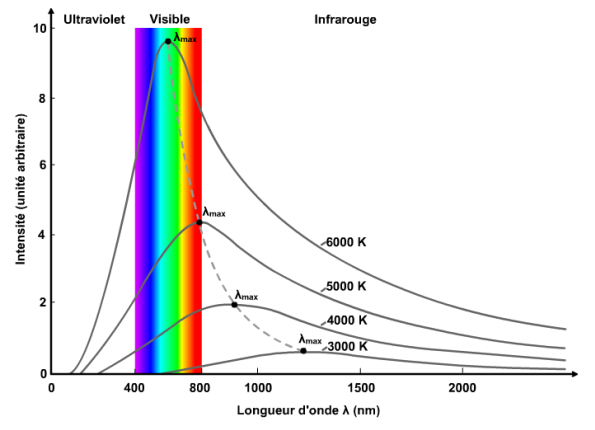 Ultraviolet Visible Infrarouge
10
λmax
8
6
Intensité (unité arbitraire)
λmax
4
6000 K
5000 K
λmax
2
4000 K
λmax
3000 K
0
0 400 800 1000 1500 2000
Longueur d'onde λ (nm)